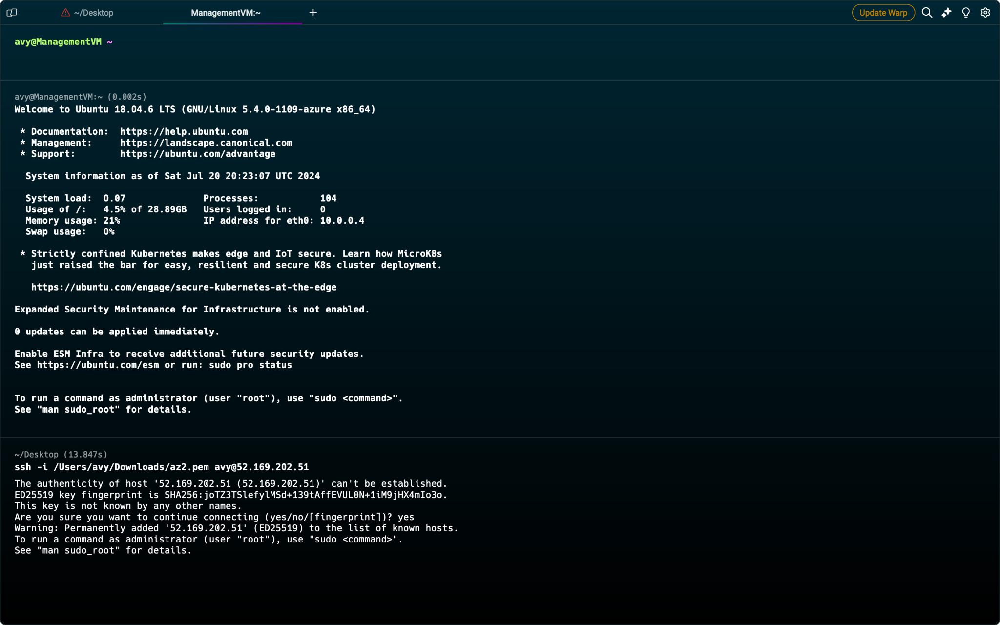 ~/Desktop ManagementVM:~ Update Warp
avy@ManagementVM ~
avy@ManagementVM:~ (0.002s)
Welcome to Ubuntu 18.04.6 LTS (GNU/Linux 5.4.0-1109-azure x86_64)
* Documentation:  https://help.ubuntu.com
* Management:     https://landscape.canonical.com
* Support:        https://ubuntu.com/advantage
System information as of Sat Jul 20 20:23:07 UTC 2024
System load:  0.07              Processes:           104
Usage of /:   4.5% of 28.89GB   Users logged in:     0
Memory usage: 21%               IP address for eth0: 10.0.0.4
Swap usage:   0%
* Strictly confined Kubernetes makes edge and IoT secure. Learn how MicroK8s
just raised the bar for easy, resilient and secure K8s cluster deployment.
https://ubuntu.com/engage/secure-kubernetes-at-the-edge
Expanded Security Maintenance for Infrastructure is not enabled.
0 updates can be applied immediately.
Enable ESM Infra to receive additional future security updates.
See https://ubuntu.com/esm or run: sudo pro status
To run a command as administrator (user "root"), use "sudo <command>".
See "man sudo_root" for details.
~/Desktop (13.847s)
ssh -i /Users/avy/Downloads/az2.pem avy@52.169.202.51
The authenticity of host '52.169.202.51 (52.169.202.51)' can't be established.
ED25519 key fingerprint is SHA256:joTZ3TSlefylMSd+139tAffEVUL0N+1iM9jHX4mIo3o.
This key is not known by any other names.
Are you sure you want to continue connecting (yes/no/[fingerprint])? yes
Warning: Permanently added '52.169.202.51' (ED25519) to the list of known hosts.
To run a command as administrator (user "root"), use "sudo <command>".
See "man sudo_root" for details.